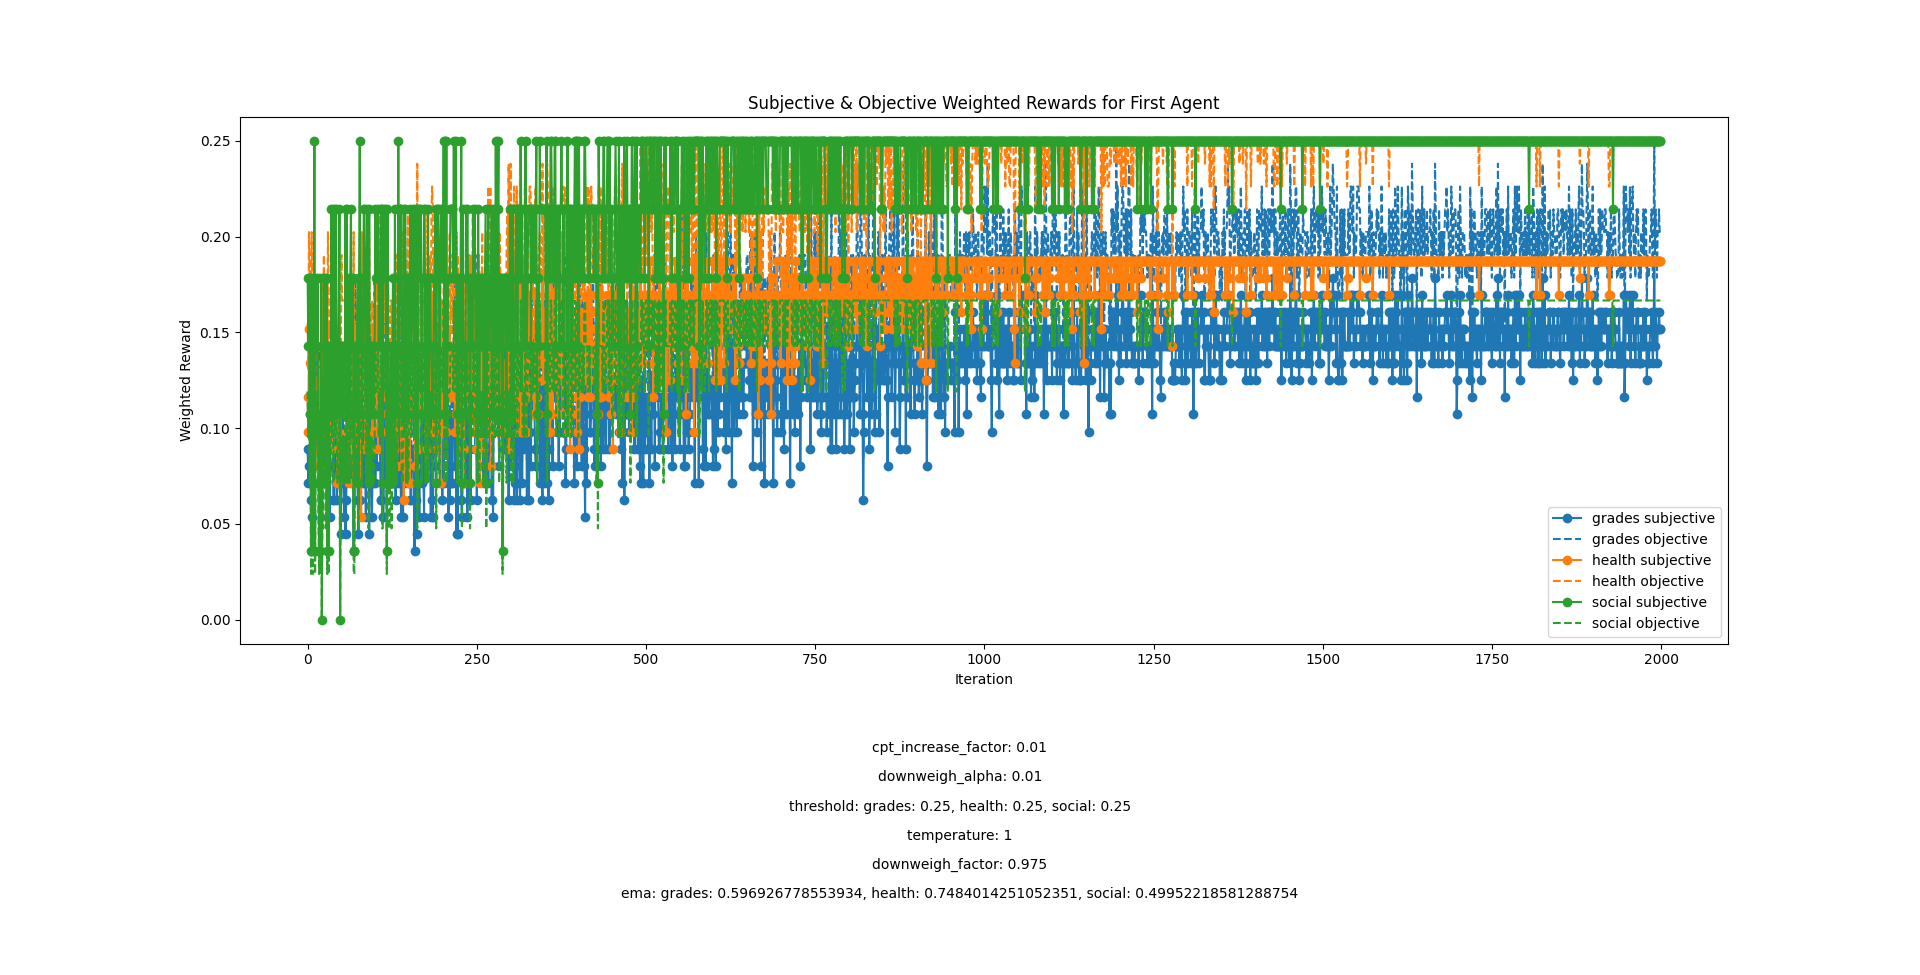 Subjective & Objective Weighted Rewards for First Agent
Weighted Reward
0.25
0.20
0.15
0.10
0.05
0.00
0 250 500 750 1000 1250 1500 1750 2000
Iteration
grades subjective
grades objective
health subjective
health objective
social subjective
social objective
cpt_increase_factor: 0.01
downweigh_alpha: 0.01
threshold: grades: 0.25, health: 0.25, social: 0.25
temperature: 1
downweigh_factor: 0.975
ema: grades: 0.596926778553934, health: 0.7484014251052351, social: 0.49952218581288754